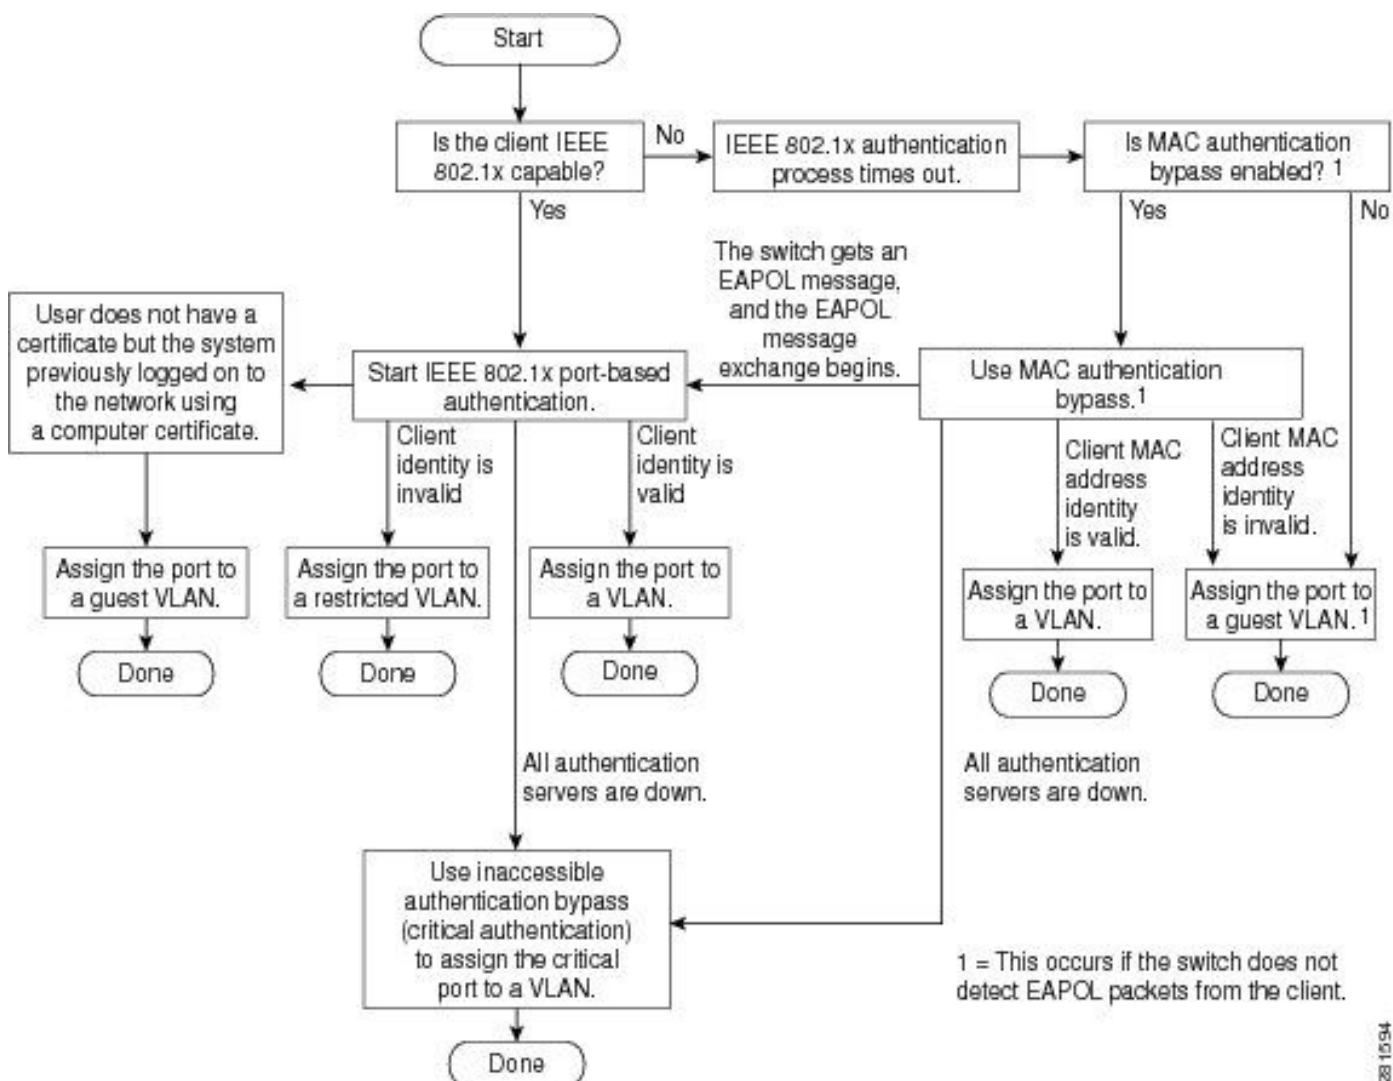 Start
Is the client IEEE
802.1x capable?
No
IEEE 802.1x authentication
process times out.
Is MAC authentication
bypass enabled? 1
Yes
Yes
No
The switch gets an
EAPOL message,
and the EAPOL
message
exchange begins.
User does not have a
certificate but the system
previously logged on to
the network using
a computer certificate.
Start IEEE 802.1x port-based
authentication.
Use MAC authentication
bypass.1
Client
identity is
invalid
Client
identity is
valid
Client MAC
address
identity
is valid.
Client MAC
address
identity
is invalid.
Assign the port to
a guest VLAN.
Assign the port to
a restricted VLAN.
Assign the port to
a VLAN.
Assign the port to
a VLAN.
Assign the port to
a guest VLAN.1
Done
Done
Done
Done
Done
All authentication
servers are down.
All authentication
servers are down.
Use inaccessible
authentication bypass
(critical authentication)
to assign the critical
port to a VLAN.
1 = This occurs if the switch does not
detect EAPOL packets from the client.
Done
281594